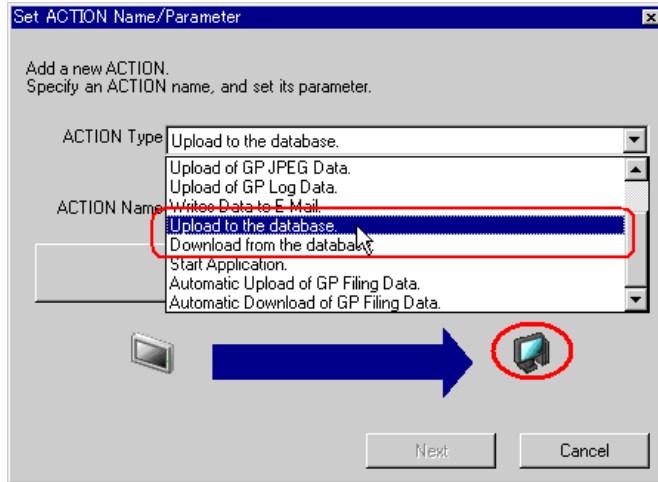 Set ACTION Name/Parameter
Add a new ACTION.
Specify an ACTION name, and set its parameter.
ACTION Type
Upload to the database.
Upload of GP JPEG Data.
Upload of GP Log Data.
ACTION Name
Writes Data to E-Mail.
Upload to the database.
Download from the database.
Start Application.
Automatic Upload of GP Filing Data.
Automatic Download of GP Filing Data.
Next
Cancel